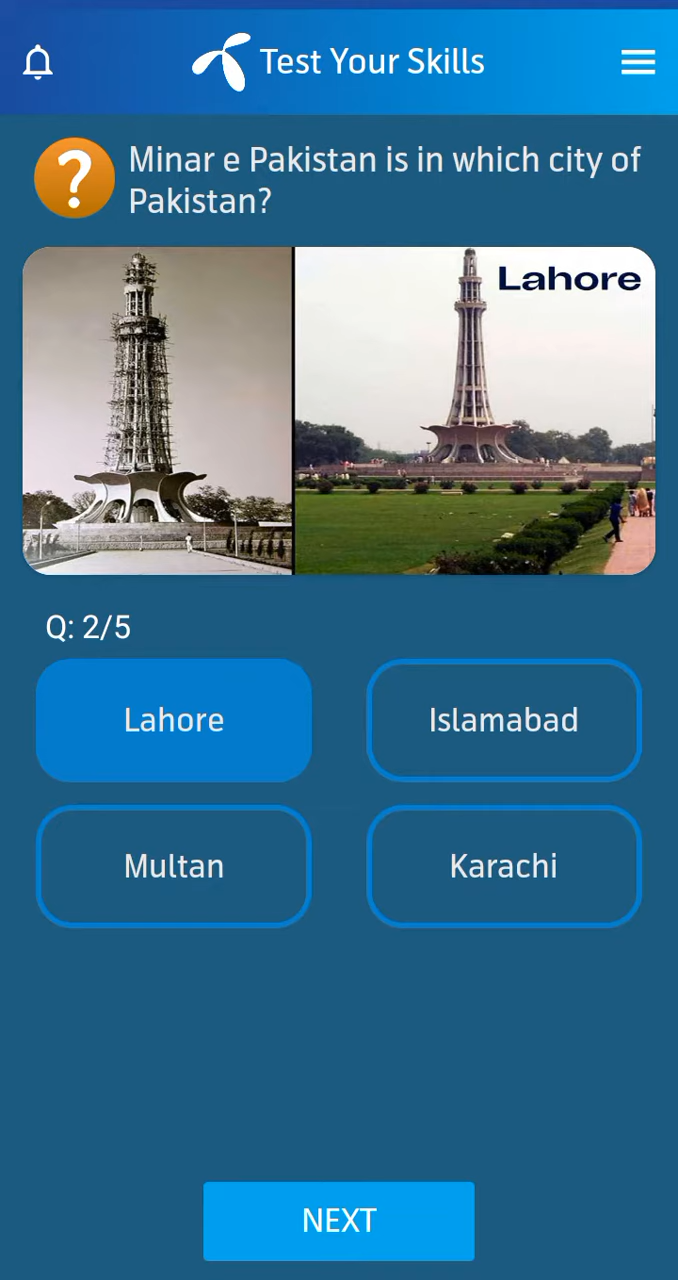 Test Your Skills
?
Minar e Pakistan is in which city of
Pakistan?
Lahore
Q: 2/5
Lahore
Islamabad
Multan
Karachi
NEXT